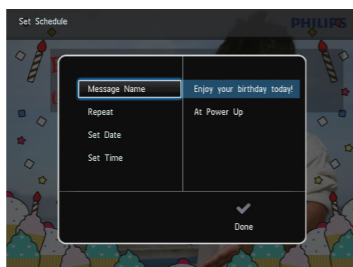 Set Schedule
PHILIPS
Message Name
Enjoy your birthday today!
Repeat
At Power Up
Set Date
Set Time
Done